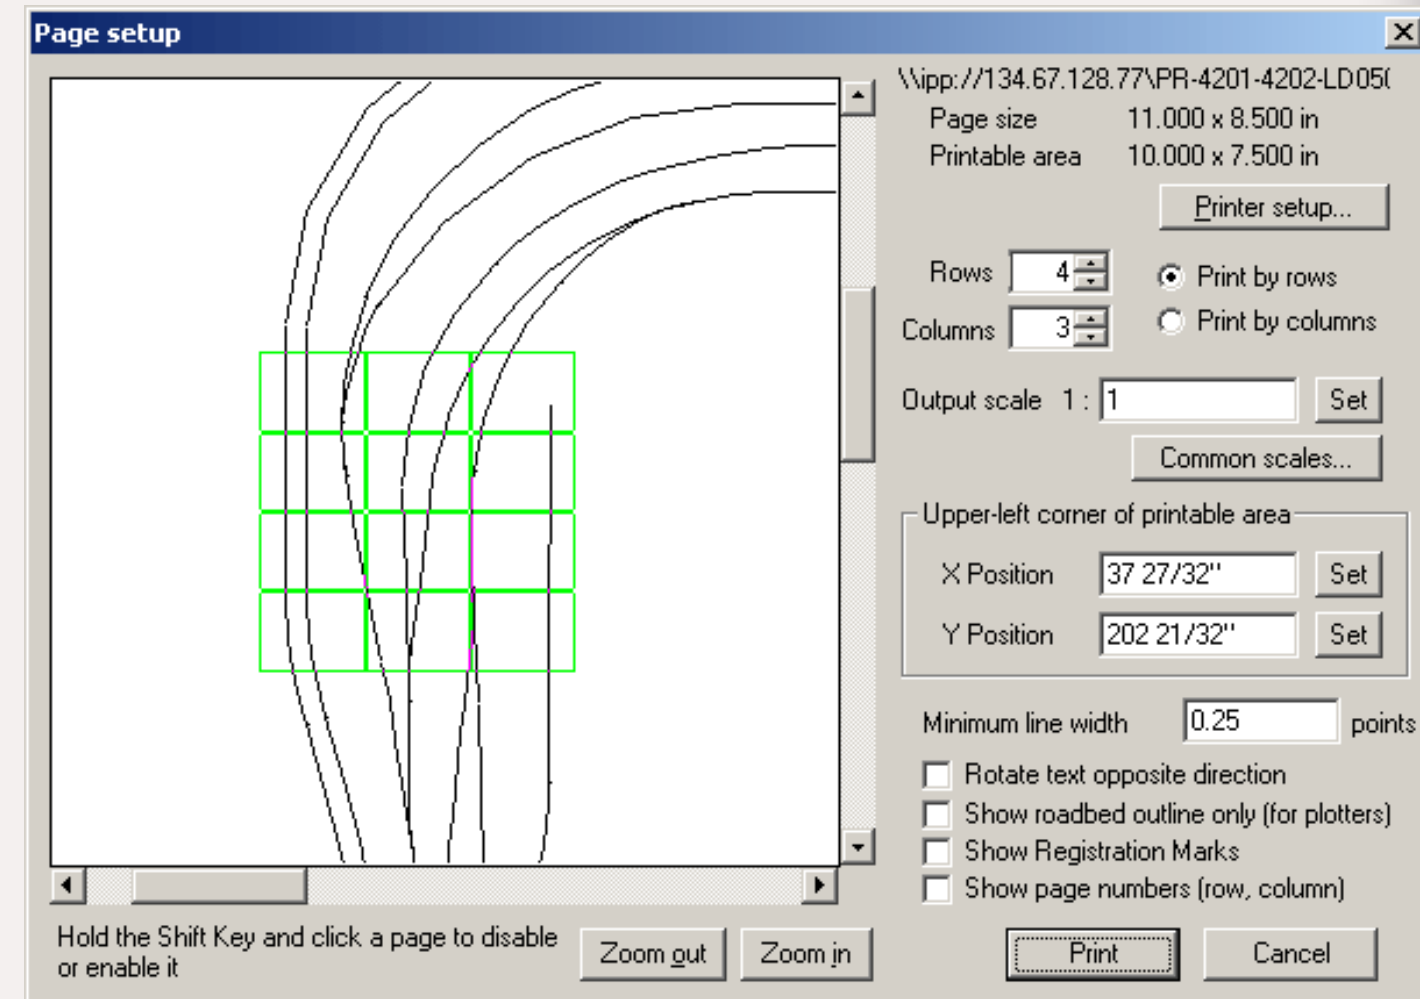 Page setup
\\ipp://134.67.128.77\PR-4201-4202-LD05(
Page size 11.000 x 8.500 in
Printable area 10.000 x 7.500 in
Printer setup...
Rows 4 Print by rows
Columns 3 Print by columns
Output scale 1 : 1 Set
Common scales...
Upper-left corner of printable area
X Position 37 27/32" Set
Y Position 202 21/32" Set
Minimum line width 0.25 points
Rotate text opposite direction
Show roadbed outline only (for plotters)
Show Registration Marks
Show page numbers (row, column)
Hold the Shift Key and click a page to disable
or enable it
Zoom out Zoom in Print Cancel